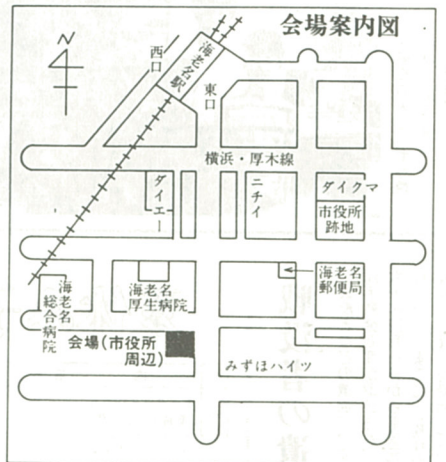 会場案内図
N
西口
海老名駅
東口
横浜・厚木線
ダイエー
ニチイ
ダイクマ
市役所
跡地
海老名
総合病院
海老名
厚生病院
海老名
郵便局
会場(市役所
周辺)
みずほハイツ